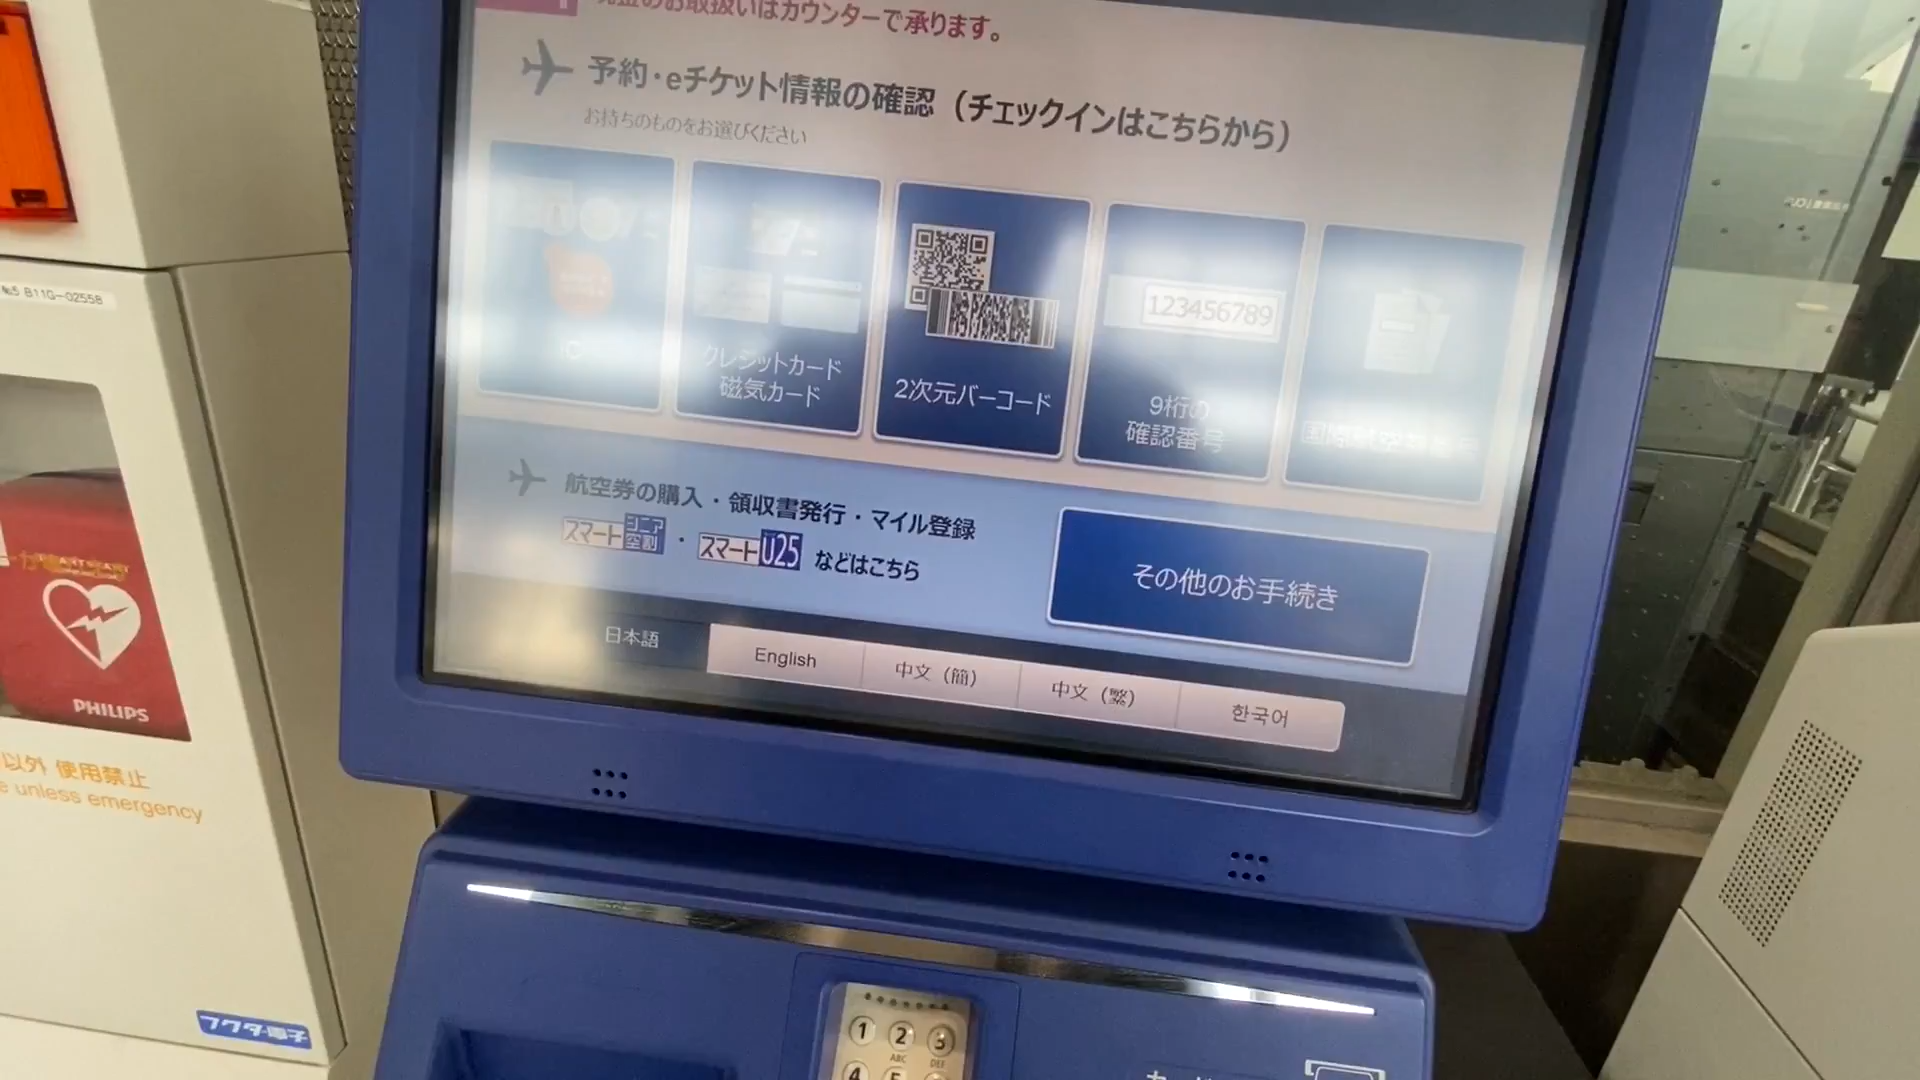 お取扱いはカウンターで承ります。
予約・eチケット情報の確認（チェックインはこちらから）
お持ちのものをお選びください
クレジットカード
磁気カード
2次元バーコード
123456789
9桁の
確認番号
航空券の購入・領収書発行・マイル登録
スマートシニア空割・スマートU25 などはこちら
その他のお手続き
日本語
English
中文（簡）
中文（繁）
한국어
B11G-02558
PHILIPS
以外 使用禁止
unless emergency
フクダ電子
1
2
3
ABC
DEF
4
5